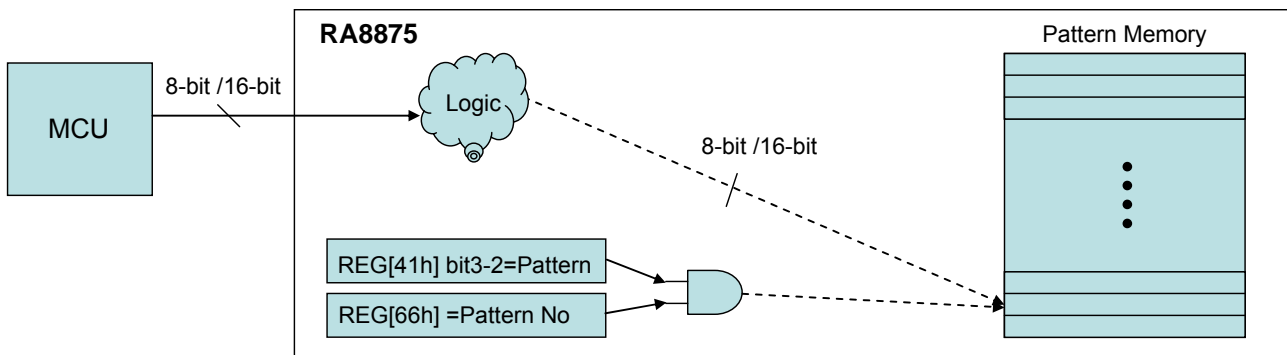 RA8875
Pattern Memory
8-bit /16-bit
MCU
Logic
8-bit /16-bit
REG[41h] bit3-2=Pattern
REG[66h] =Pattern No